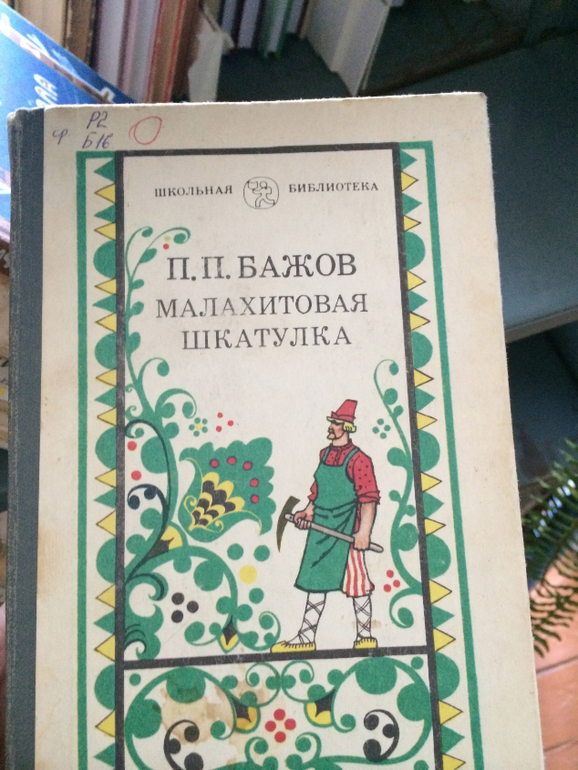 ф Р2
Б16
ШКОЛЬНАЯ БИБЛИОТЕКА
П.П. БАЖОВ
МАЛАХИТОВАЯ
ШКАТУЛКА